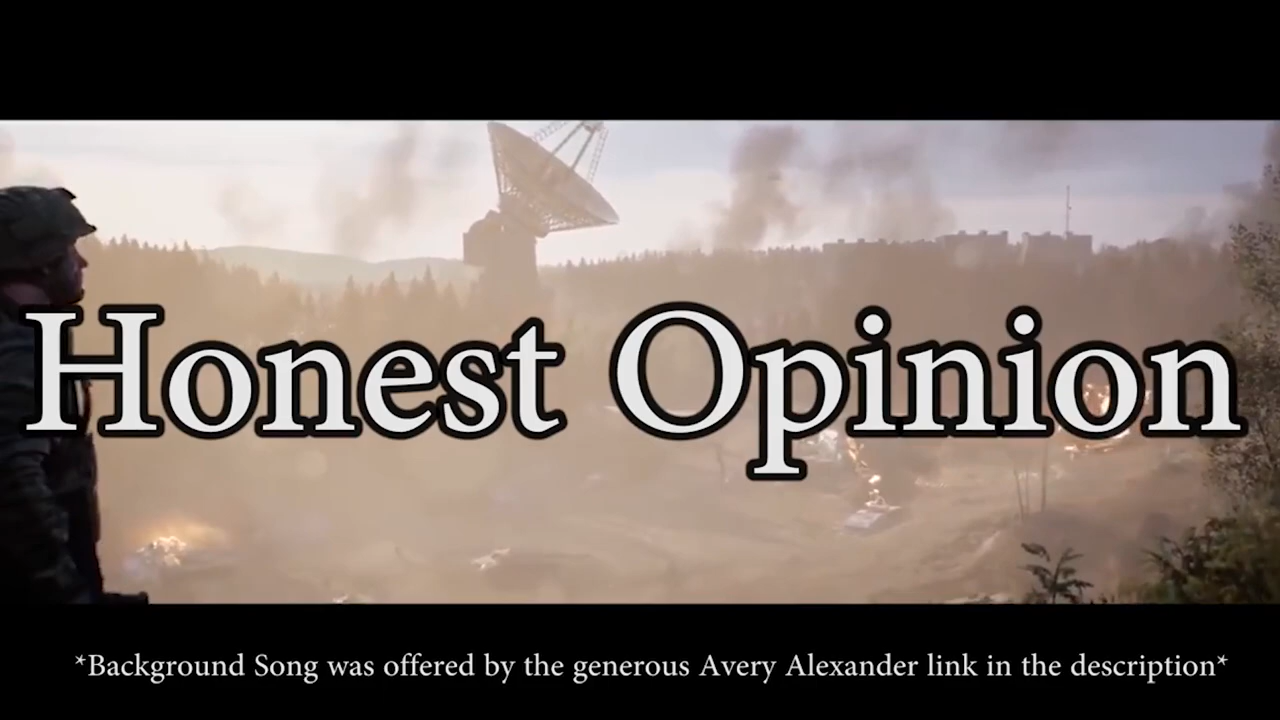 Honest Opinion
*Background Song was offered by the generous Avery Alexander link in the description*